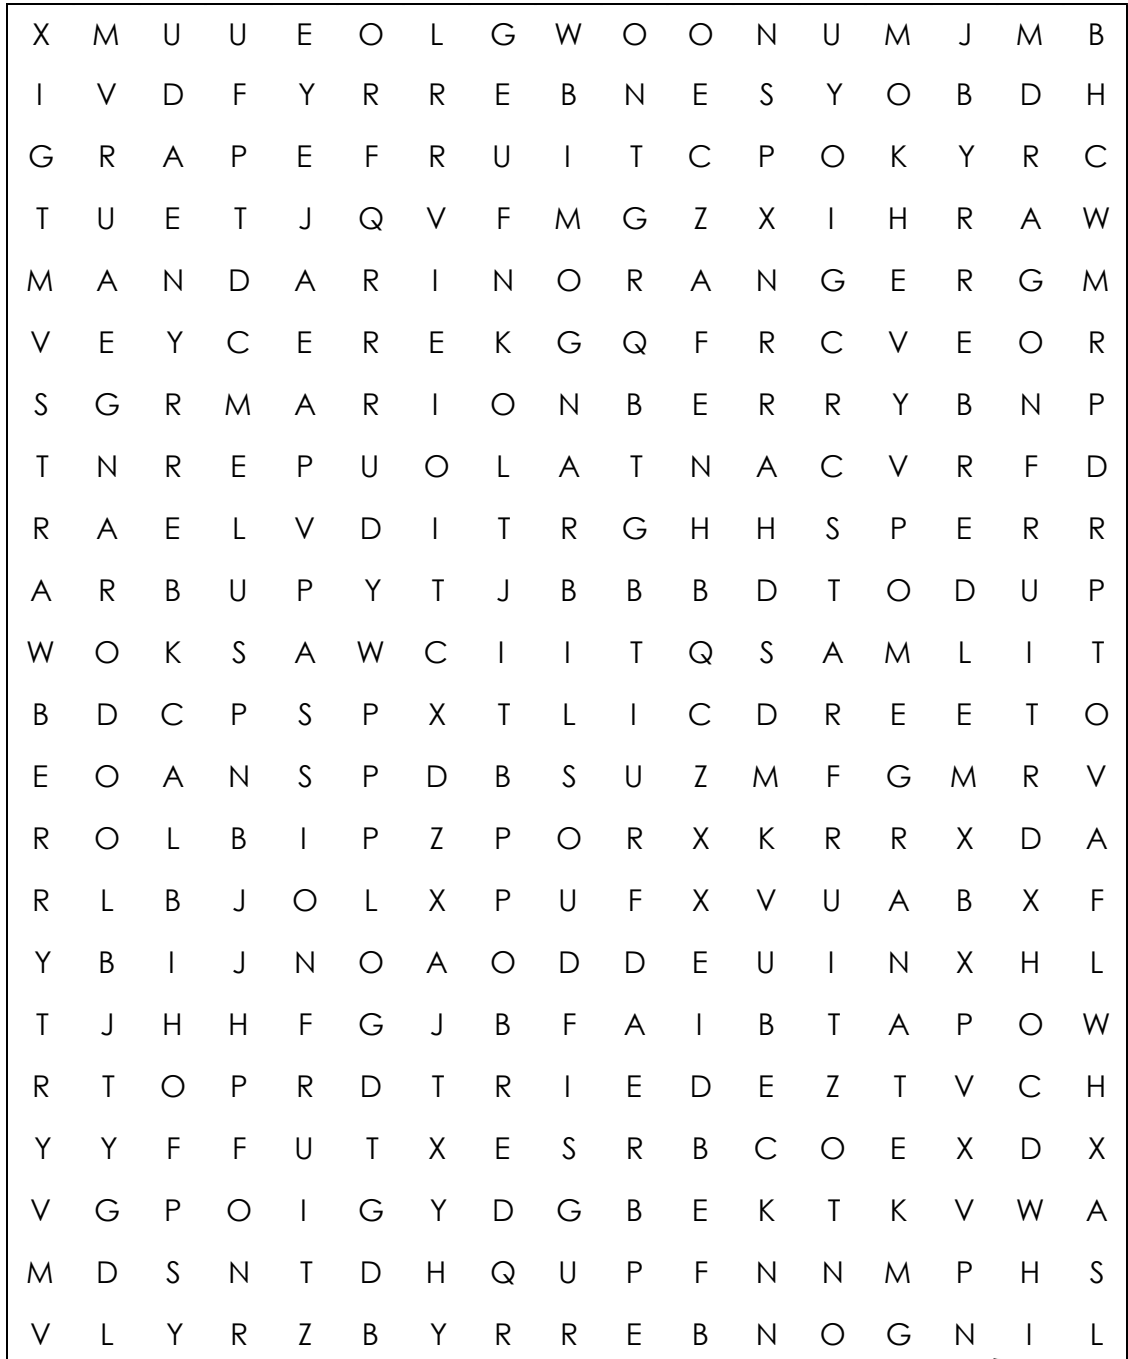 X M U U E O L G W O O N U M J M B
I V D F Y R R E B N E S Y O B D H
G R A P E F R U I T C P O K Y R C
T U E T J Q V F M G Z X I H R A W
M A N D A R I N O R A N G E R G M
V E Y C E R E K G Q F R C V E O R
S G R M A R I O N B E R R Y B N P
T N R E P U O L A T N A C V R F D
R A E L V D I T R G H H S P E R R
A R B U P Y T J B B B D T O D U P
W O K S A W C I I T Q S A M L I T
B D C P S P X T L I C D R E E T O
E O A N S P D B S U Z M F G M R V
R O L B I P Z P O R X K R R X D A
R L B J O L X P U F X V U A B X F
Y B I J N O A O D D E U I N X H L
T J H H F G J B F A I B T A P O W
R T O P R D T R I E D E Z T V C H
Y Y F F U T X E S R B C O E X D X
V G P O I G Y D G B E K T K V W A
M D S N T D H Q U P F N N M P H S
V L Y R Z B Y R R E B N O G N I L